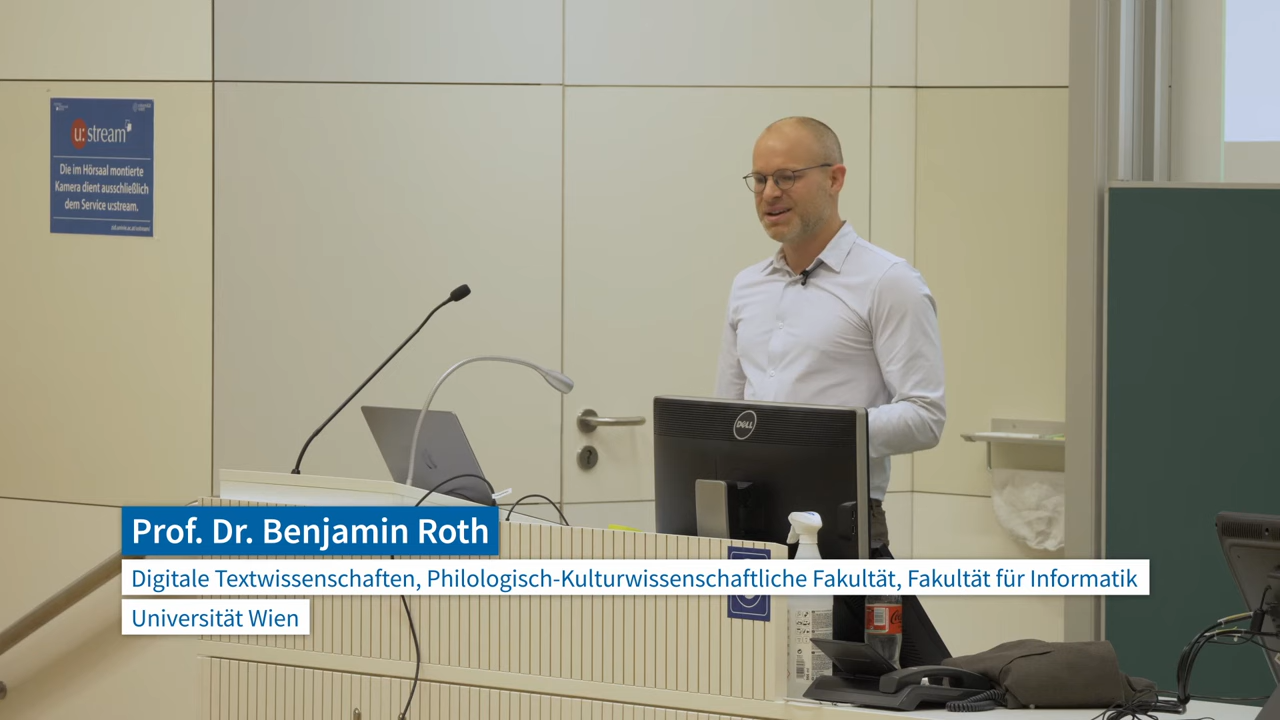 u:stream
Die im Hörsaal montierte
Kamera dient ausschließlich
dem Service u:stream.
DELL
Prof. Dr. Benjamin Roth
Digitale Textwissenschaften, Philologisch-Kulturwissenschaftliche Fakultät, Fakultät für Informatik
Universität Wien